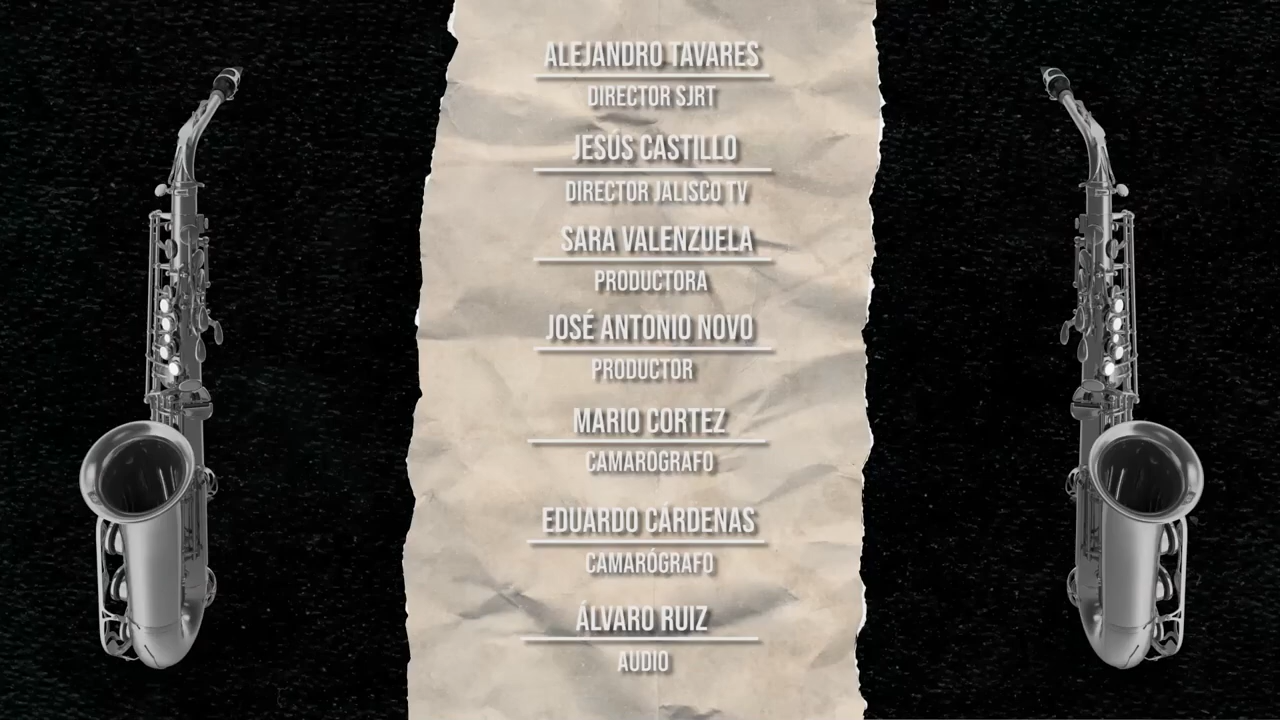 ALEJANDRO TAVARES
DIRECTOR SJRT
JESÚS CASTILLO
DIRECTOR JALISCO TV
SARA VALENZUELA
PRODUCTORA
JOSÉ ANTONIO NOVO
PRODUCTOR
MARIO CORTEZ
CAMARÓGRAFO
EDUARDO CÁRDENAS
CAMARÓGRAFO
ÁLVARO RUIZ
AUDIO